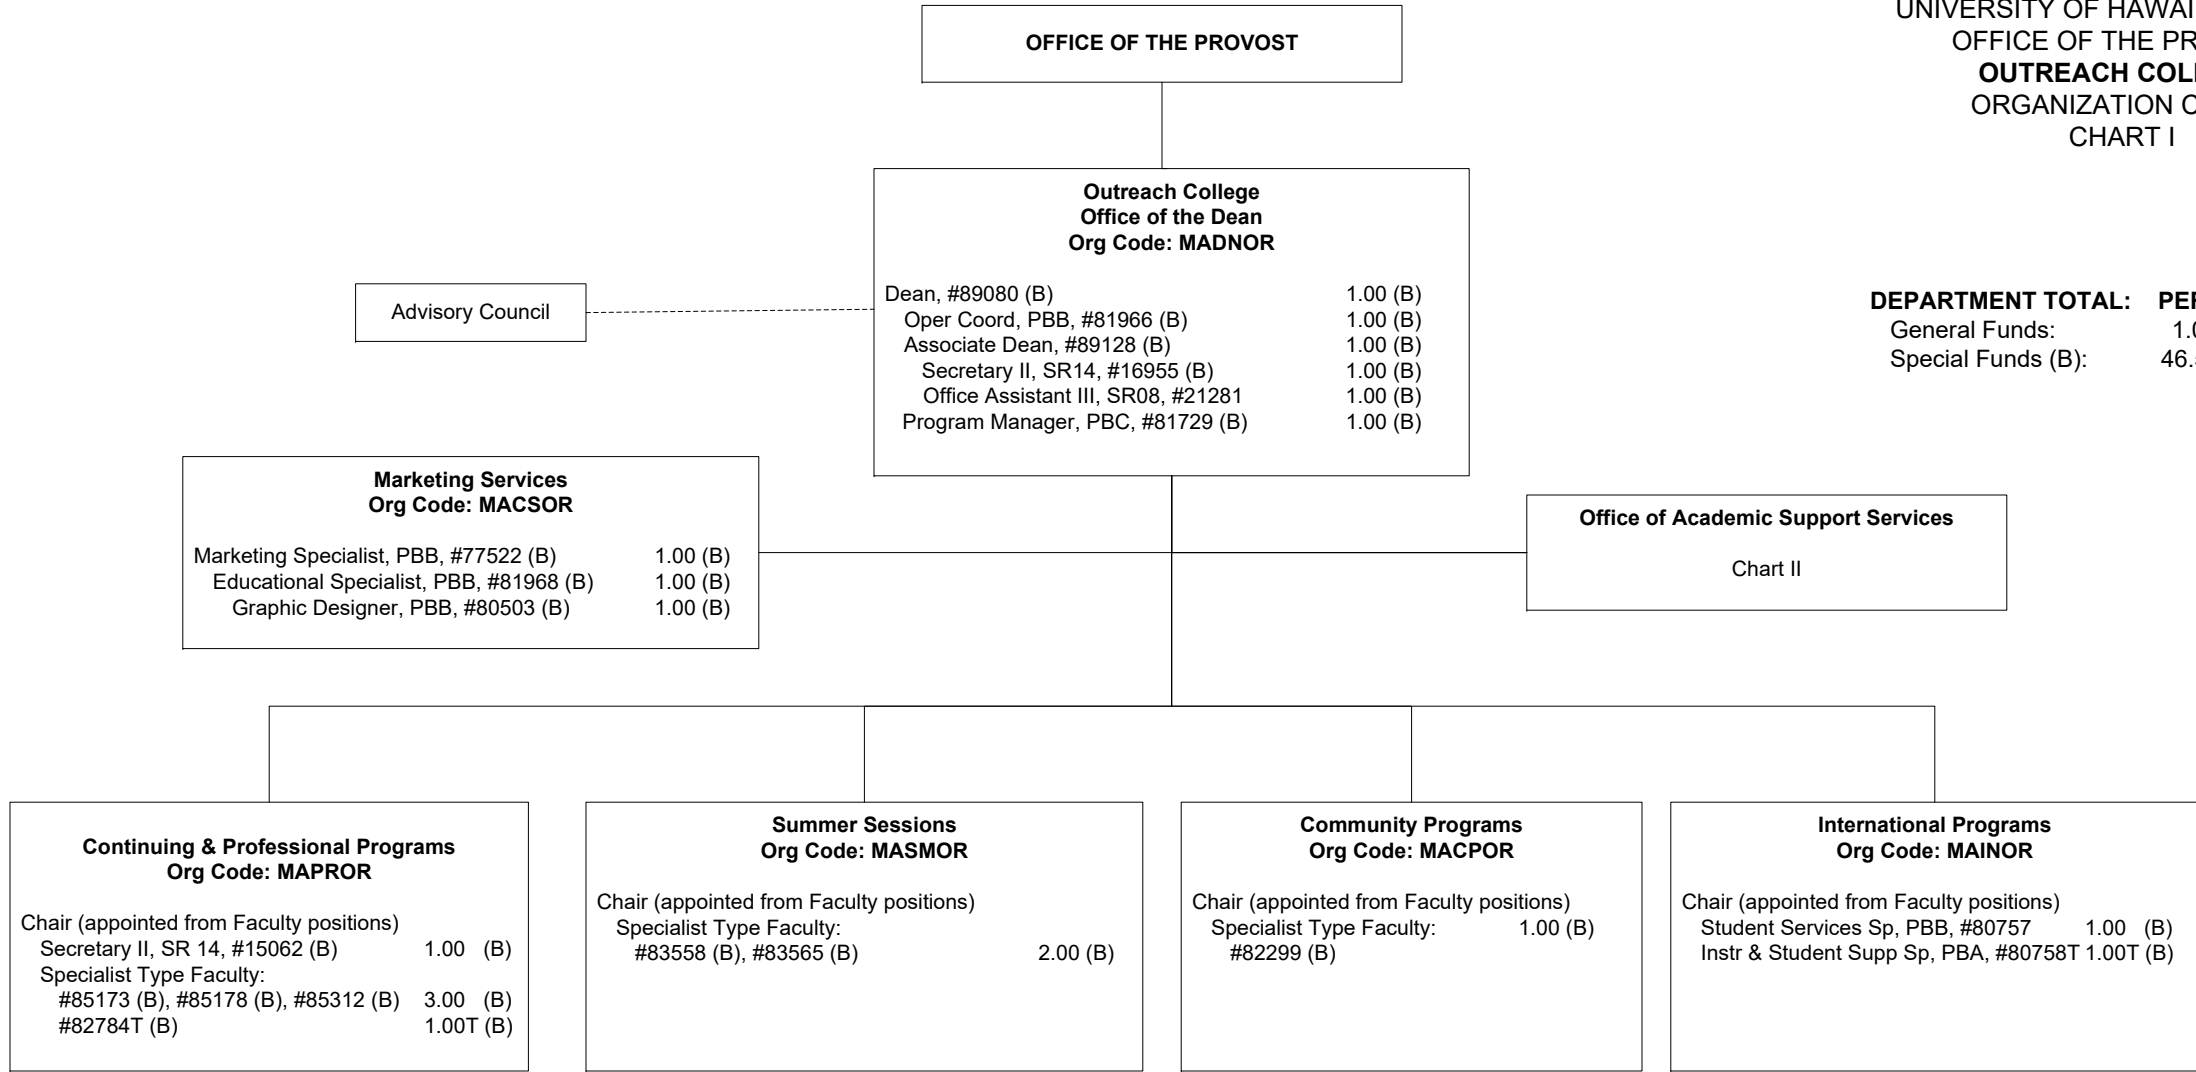 UNIVERSITY OF HAWAI
OFFICE OF THE
OUTREACH
ORGANIZATION
CHART I
OFFICE OF THE PROVOST
Outreach College
Office of the Dean
Org Code: MADNOR
Dean, #89080 (B) 1.00 (B)
Oper Coord, PBB, #81966 (B) 1.00 (B)
Associate Dean, #89128 (B) 1.00 (B)
Secretary II, SR14, #16955 (B) 1.00 (B)
Office Assistant III, SR08, #21281 1.00 (B)
Program Manager, PBC, #81729 (B) 1.00 (B)
Advisory Council
DEPARTMENT TOTAL:
General Funds:
Special Funds (B):
Marketing Services
Org Code: MACSOR
Marketing Specialist, PBB, #77522 (B) 1.00 (B)
Educational Specialist, PBB, #81968 (B) 1.00 (B)
Graphic Designer, PBB, #80503 (B) 1.00 (B)
Office of Academic Support Services
Chart II
Continuing & Professional Programs
Org Code: MAPROR
Chair (appointed from Faculty positions)
Secretary II, SR 14, #15062 (B) 1.00 (B)
Specialist Type Faculty:
#85173 (B), #85178 (B), #85312 (B) 3.00 (B)
#82784T (B) 1.00T (B)
Summer Sessions
Org Code: MASMOR
Chair (appointed from Faculty positions)
Specialist Type Faculty:
#83558 (B), #83565 (B) 2.00 (B)
Community Programs
Org Code: MACPOR
Chair (appointed from Faculty positions)
Specialist Type Faculty: 1.00 (B)
#82299 (B)
International Programs
Org Code: MAINOR
Chair (appointed from Faculty positions)
Student Services Sp, PBB, #80757 1.00 (B)
Instr & Student Supp Sp, PBA, #80758T 1.00T (B)